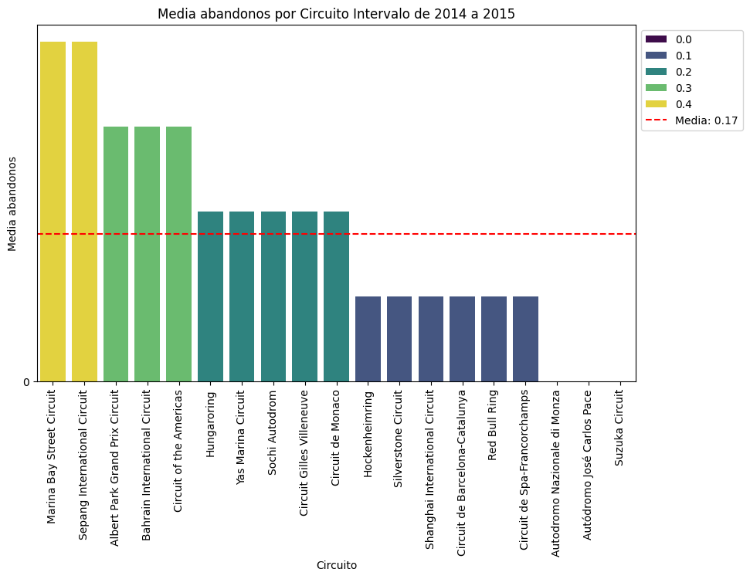 Media abandonos por Circuito Intervalo de 2014 a 2015
0.0
0.1
0.2
0.3
0.4
Media: 0.17
Media abandonos
0
Marina Bay Street Circuit
Sepang International Circuit
Albert Park Grand Prix Circuit
Bahrain International Circuit
Circuit of the Americas
Hungaroring
Yas Marina Circuit
Sochi Autodrom
Circuit Gilles Villeneuve
Circuit de Monaco
Hockenheimring
Silverstone Circuit
Shanghai International Circuit
Circuit de Barcelona-Catalunya
Red Bull Ring
Circuit de Spa-Francorchamps
Autodromo Nazionale di Monza
Autódromo José Carlos Pace
Suzuka Circuit
Circuito